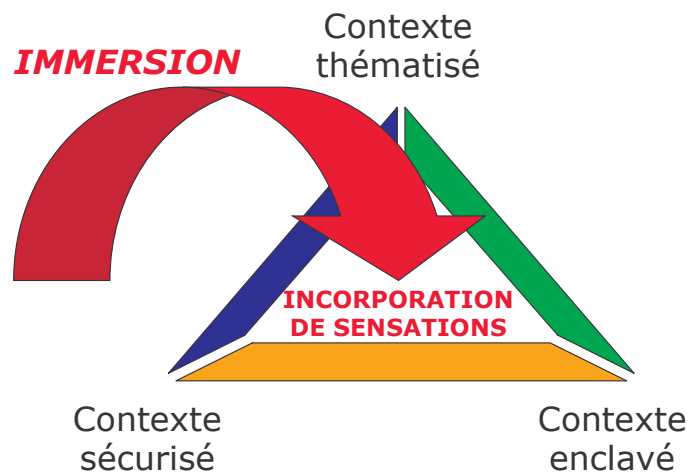 Contexte
thématisé
IMMERSION
INCORPORATION
DE SENSATIONS
Contexte
sécurisé
Contexte
enclavé